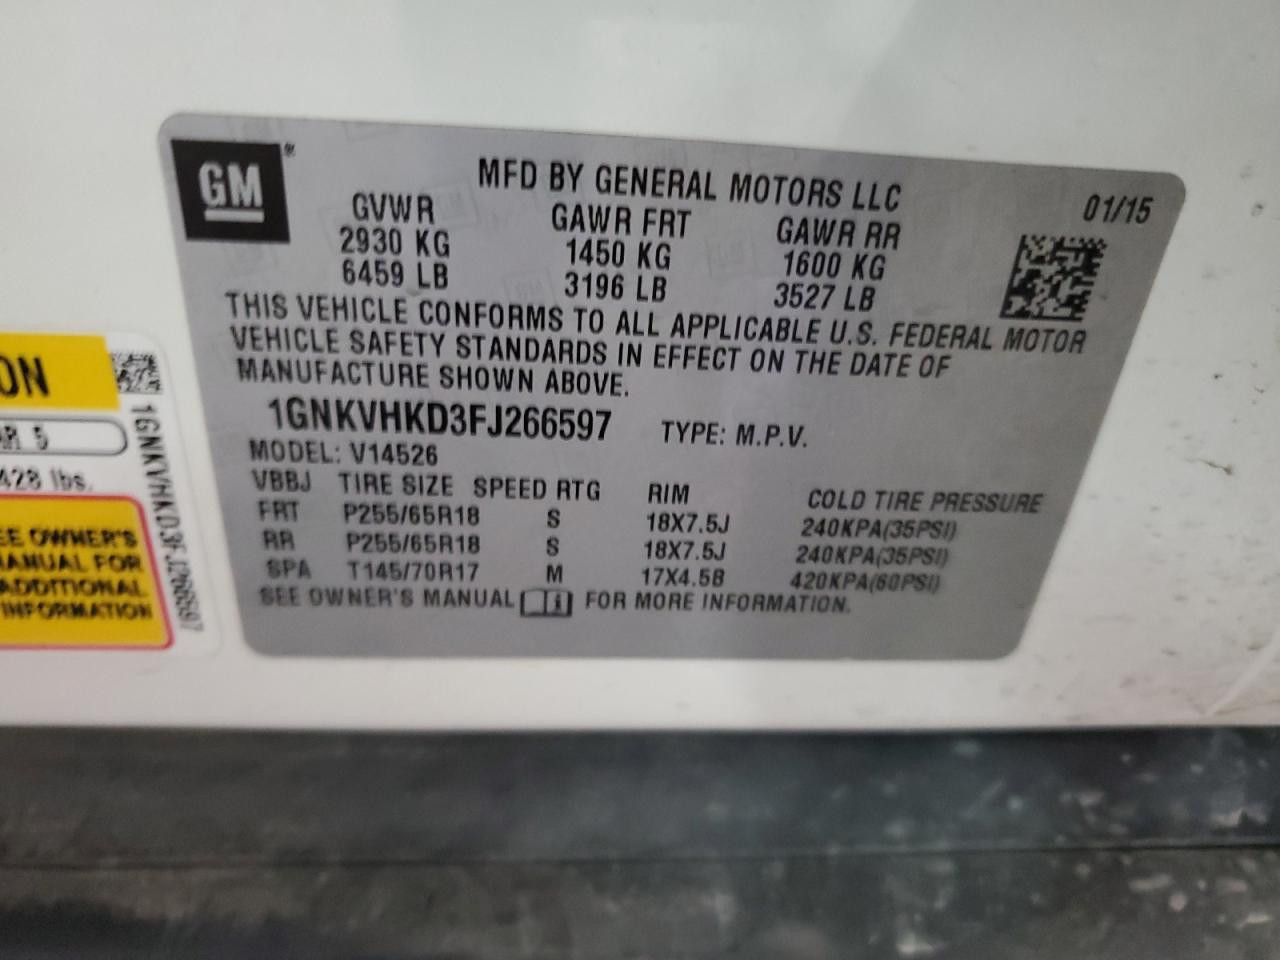 GM
MFD BY GENERAL MOTORS LLC
01/15
GVWR GAWR FRT GAWR RR
2930 KG 1450 KG 1600 KG
6459 LB 3196 LB 3527 LB
THIS VEHICLE CONFORMS TO ALL APPLICABLE U.S. FEDERAL MOTOR
VEHICLE SAFETY STANDARDS IN EFFECT ON THE DATE OF
MANUFACTURE SHOWN ABOVE.
1GNKVHKD3FJ266597 TYPE: M.P.V.
MODEL: V14526
VBBJ TIRE SIZE SPEED RTG RIM COLD TIRE PRESSURE
FRT P255/65R18 S 18X7.5J 240KPA(35PSI)
RR P255/65R18 S 18X7.5J 240KPA(35PSI)
SPA T145/70R17 M 17X4.5B 420KPA(60PSI)
SEE OWNER'S MANUAL FOR MORE INFORMATION.
ON
AR 5
428 lbs.
EE OWNER'S
ANUAL FOR
ADDITIONAL
INFORMATION
1GNKVHKD3FJ266597